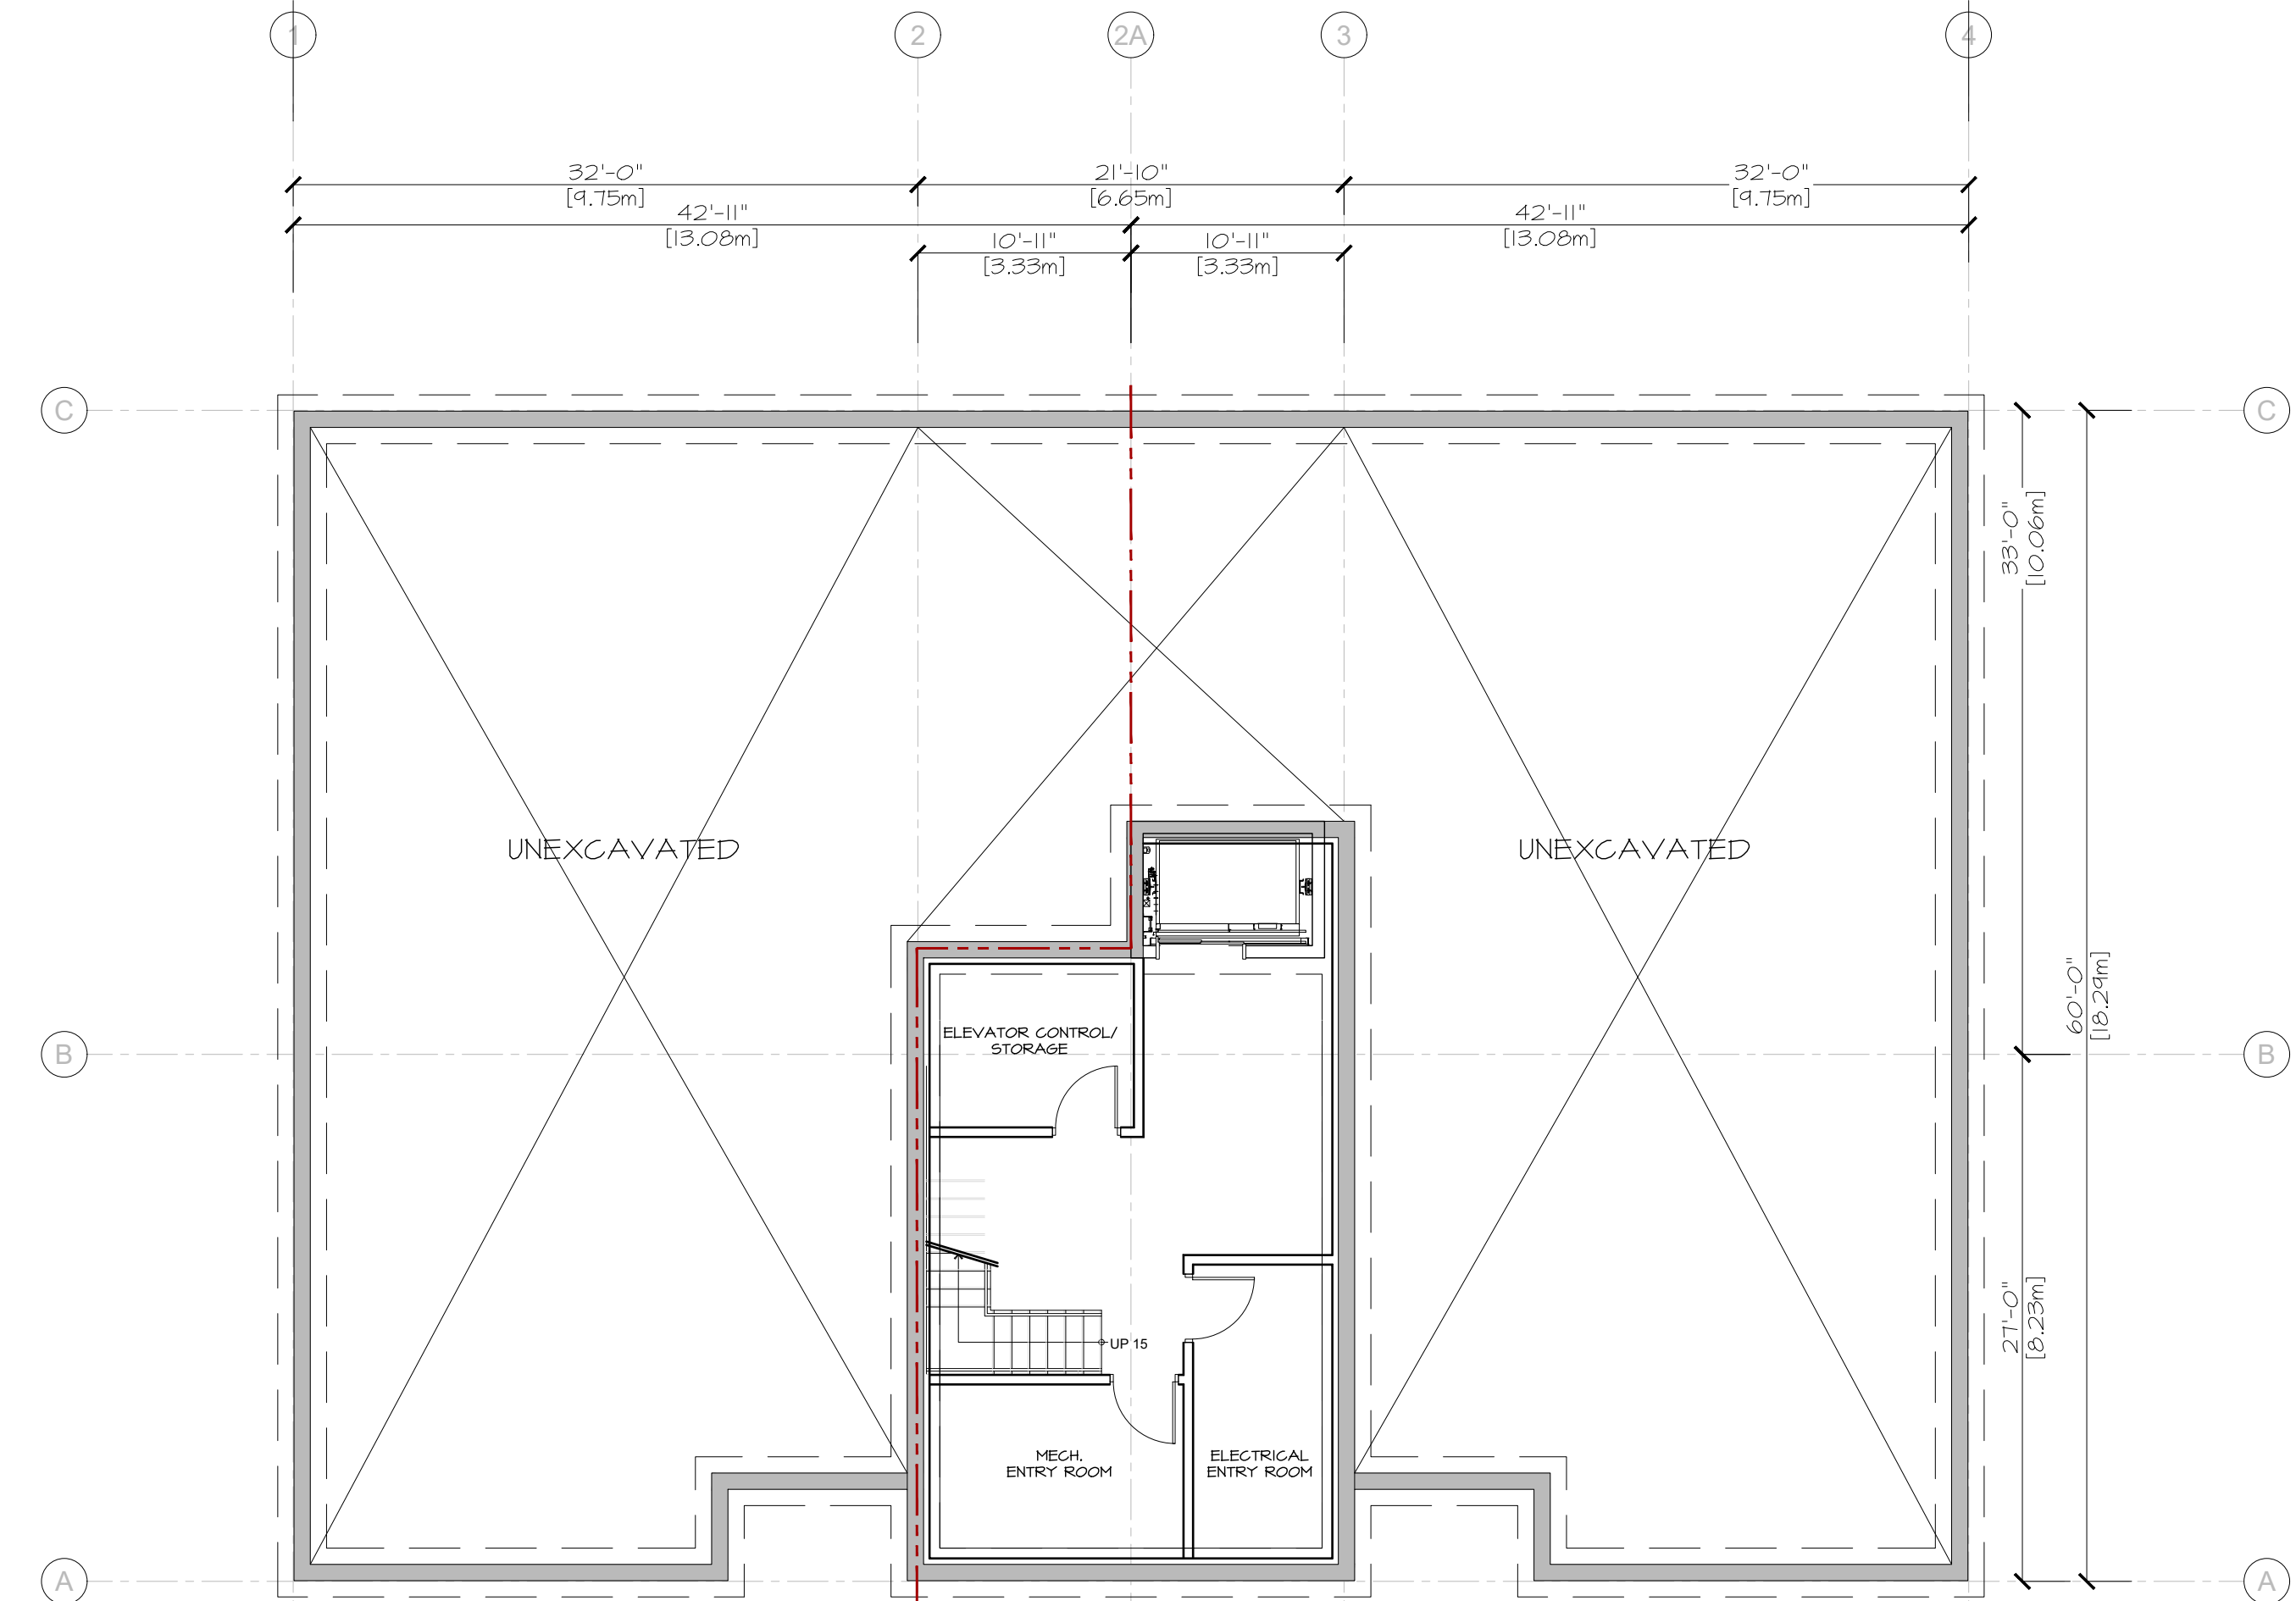 1
2
2A
3
4
32'-0"
21'-10"
32'-0"
[9.75m]
[6.65m]
[9.75m]
42'-11"
42'-11"
[13.08m]
[13.08m]
10'-11"
10'-11"
[3.33m]
[3.33m]
C
C
33'-0"
[10.06m]
UNEXCAVATED
UNEXCAVATED
60'-0"
[18.29m]
ELEVATOR CONTROL/
STORAGE
B
B
27'-0"
[8.23m]
UP 15
MECH.
ENTRY ROOM
ELECTRICAL
ENTRY ROOM
A
A